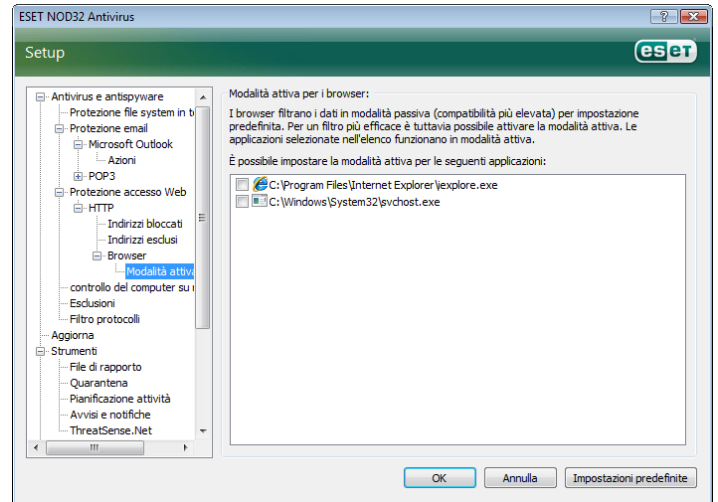 ESET NOD32 Antivirus
Setup
eset
Antivirus e antispyware
Protezione file system in t
Protezione email
Microsoft Outlook
Azioni
POP3
Protezione accesso Web
HTTP
Indirizzi bloccati
Indirizzi esclusi
Browser
Modalità attiva
controllo del computer su
Esclusioni
Filtro protocolli
Aggiorna
Strumenti
File di rapporto
Quarantena
Pianificazione attività
Avvisi e notifiche
ThreatSense.Net
Modalità attiva per i browser:
I browser filtrano i dati in modalità passiva (compatibilità più elevata) per impostazione
predefinita. Per un filtro più efficace è tuttavia possibile attivare la modalità attiva. Le
applicazioni selezionate nell'elenco funzionano in modalità attiva.
È possibile impostare la modalità attiva per le seguenti applicazioni:
C:\Program Files\Internet Explorer\iexplore.exe
C:\Windows\System32\svchost.exe
OK
Annulla
Impostazioni predefinite